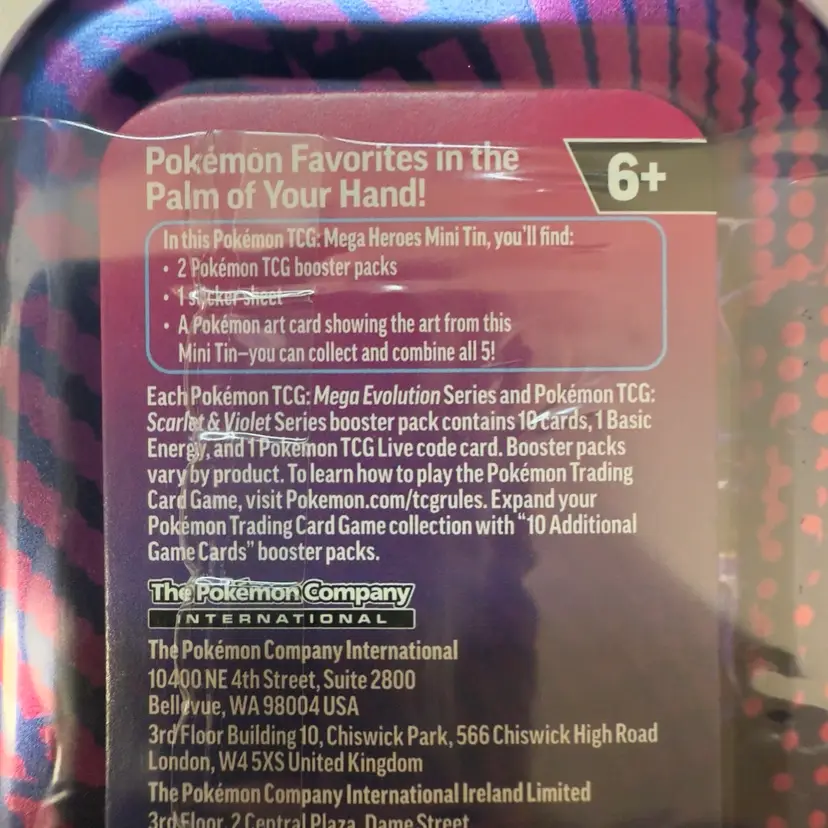 Pokémon Favorites in the
Palm of Your Hand!
6+
In this Pokémon TCG: Mega Heroes Mini Tin, you'll find:
• 2 Pokémon TCG booster packs
• 1 sticker sheet
• A Pokémon art card showing the art from this
Mini Tin—you can collect and combine all 5!
Each Pokémon TCG: Mega Evolution Series and Pokémon TCG:
Scarlet & Violet Series booster pack contains 10 cards, 1 Basic
Energy, and 1 Pokémon TCG Live code card. Booster packs
vary by product. To learn how to play the Pokémon Trading
Card Game, visit Pokemon.com/tcgrules. Expand your
Pokémon Trading Card Game collection with “10 Additional
Game Cards” booster packs.
The Pokémon Company
INTERNATIONAL
The Pokémon Company International
10400 NE 4th Street, Suite 2800
Bellevue, WA 98004 USA
3rd Floor Building 10, Chiswick Park, 566 Chiswick High Road
London, W4 5XS United Kingdom
The Pokémon Company International Ireland Limited
3rd Floor, 2 Central Plaza, Dame Street